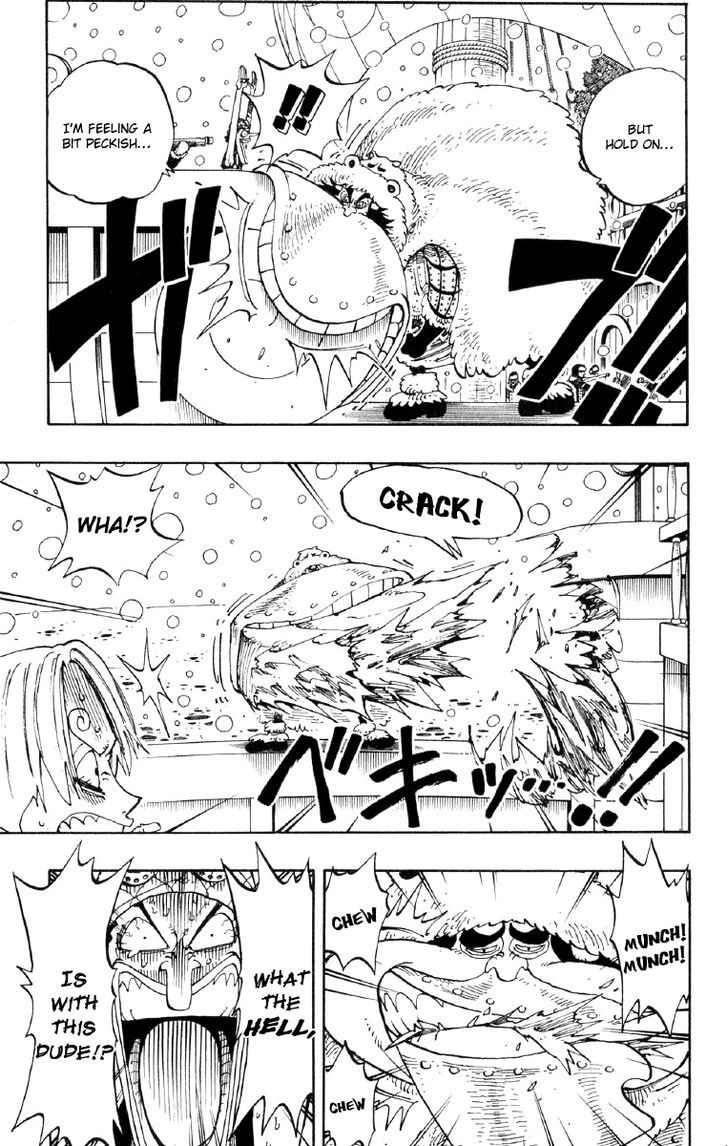 BUT
HOLD ON...
!!
I'M FEELING A
BIT PECKISH...
ガブ
CRACK!
WHA!?
ベキッ...!!
MUNCH!
MUNCH!
CHEW
CHEW
WHAT
THE
HELL,
IS
WITH
THIS
DUDE!?